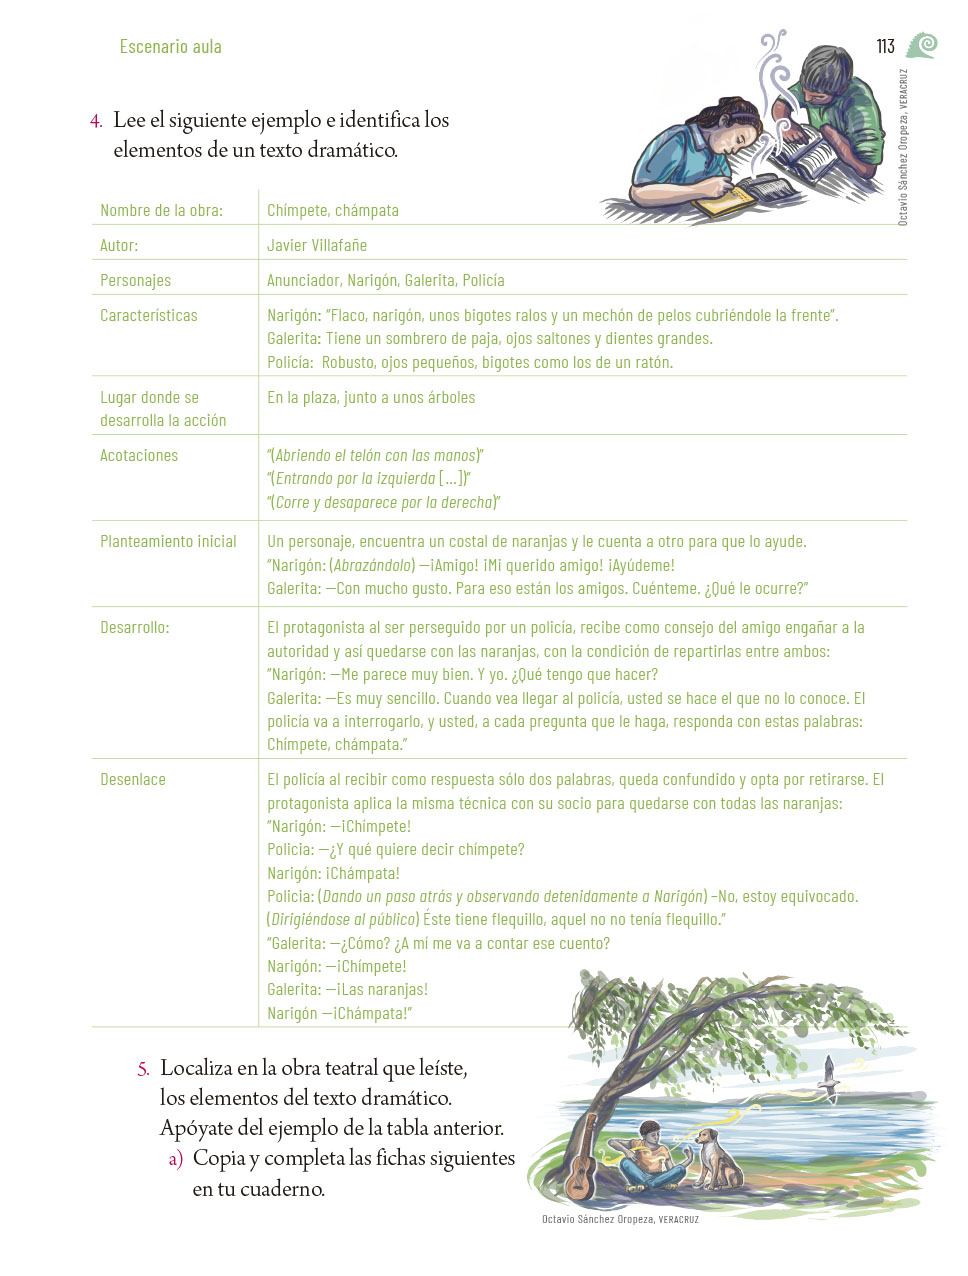 Escenario aula
113
Octavio Sánchez Oropeza, VERACRUZ
4. Lee el siguiente ejemplo e identifica los
elementos de un texto dramático.
Nombre de la obra: Chímpete, chámpata
Autor: Javier Villafañe
Personajes Anunciador, Narigón, Galerita, Policía
Características Narigón: “Flaco, narigón, unos bigotes ralos y un mechón de pelos cubriéndole la frente”.
Galerita: Tiene un sombrero de paja, ojos saltones y dientes grandes.
Policía: Robusto, ojos pequeños, bigotes como los de un ratón.
Lugar donde se En la plaza, junto a unos árboles
desarrolla la acción
Acotaciones “(Abriendo el telón con las manos)”
“(Entrando por la izquierda [...])”
“(Corre y desaparece por la derecha)”
Planteamiento inicial Un personaje, encuentra un costal de naranjas y le cuenta a otro para que lo ayude.
“Narigón: (Abrazándolo) —¡Amigo! ¡Mi querido amigo! ¡Ayúdeme!
Galerita: —Con mucho gusto. Para eso están los amigos. Cuénteme. ¿Qué le ocurre?”
Desarrollo: El protagonista al ser perseguido por un policía, recibe como consejo del amigo engañar a la
autoridad y así quedarse con las naranjas, con la condición de repartirlas entre ambos:
“Narigón: —Me parece muy bien. Y yo. ¿Qué tengo que hacer?
Galerita: —Es muy sencillo. Cuando vea llegar al policía, usted se hace el que no lo conoce. El
policía va a interrogarlo, y usted, a cada pregunta que le haga, responda con estas palabras:
Chímpete, chámpata.”
Desenlace El policía al recibir como respuesta sólo dos palabras, queda confundido y opta por retirarse. El
protagonista aplica la misma técnica con su socio para quedarse con todas las naranjas:
“Narigón: —¡Chímpete!
Policia: —¿Y qué quiere decir chímpete?
Narigón: ¡Chámpata!
Policia: (Dando un paso atrás y observando detenidamente a Narigón) –No, estoy equivocado.
(Dirigiéndose al público) Éste tiene flequillo, aquel no no tenía flequillo.”
“Galerita: —¿Cómo? ¿A mí me va a contar ese cuento?
Narigón: —¡Chímpete!
Galerita: —¡Las naranjas!
Narigón —¡Chámpata!”
5. Localiza en la obra teatral que leíste,
los elementos del texto dramático.
Apóyate del ejemplo de la tabla anterior.
a) Copia y completa las fichas siguientes
en tu cuaderno.
Octavio Sánchez Oropeza, VERACRUZ